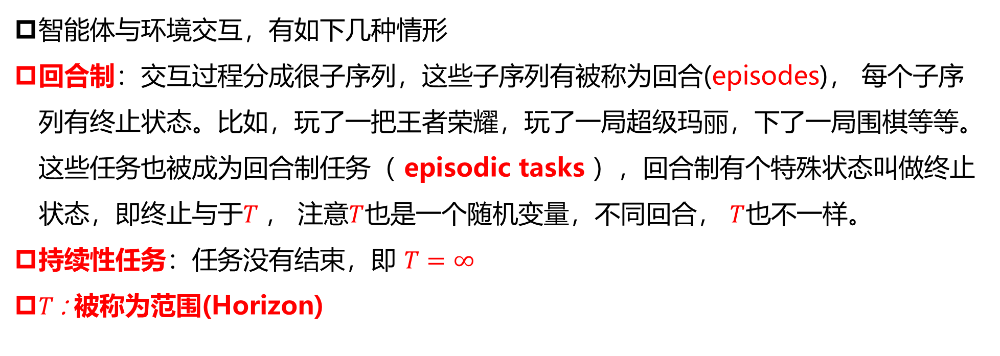 智能体与环境交互，有如下几种情形
回合制：交互过程分成很子序列，这些子序列有被称为回合(episodes)， 每个子序
列有终止状态。比如，玩了一把王者荣耀，玩了一局超级玛丽，下了一局围棋等等。
这些任务也被成为回合制任务（ episodic tasks ），回合制有个特殊状态叫做终止
状态，即终止与于T ， 注意T也是一个随机变量，不同回合， T也不一样。
持续性任务：任务没有结束，即 T = ∞
T：被称为范围(Horizon)